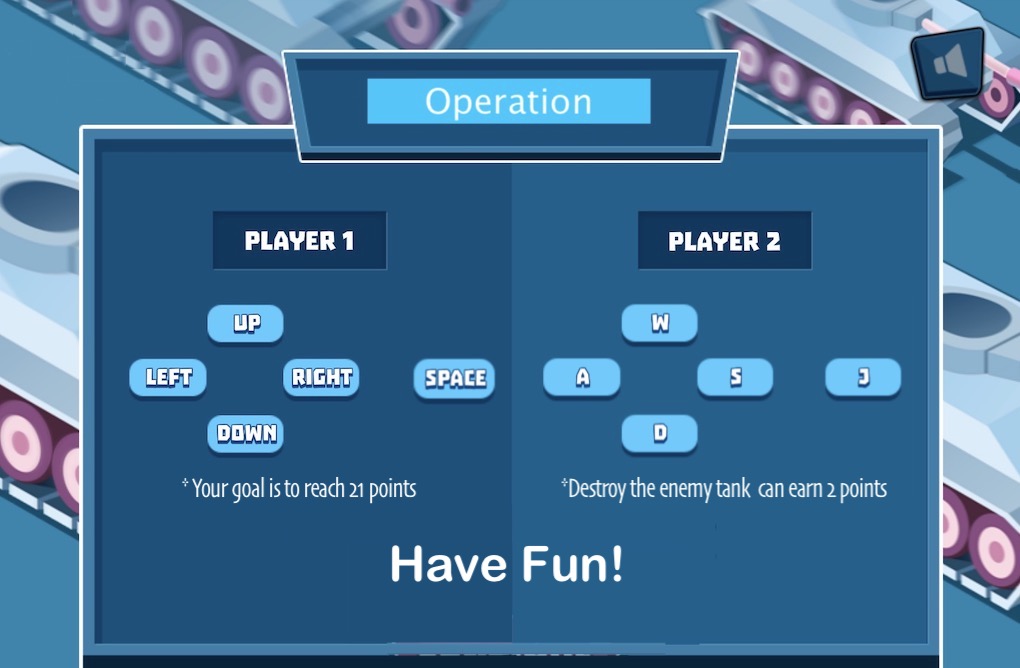 Operation
PLAYER 1
PLAYER 2
UP
W
LEFT RIGHT SPACE
A S J
DOWN
D
† Your goal is to reach 21 points
†Destroy the enemy tank can earn 2 points
Have Fun!